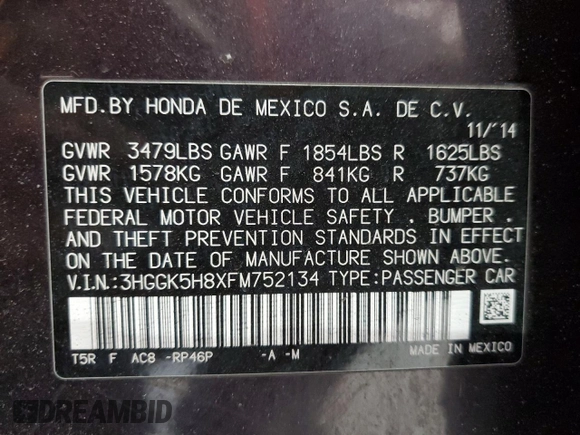 MFD.BY HONDA DE MEXICO S.A. DE C.V.
11/'14
GVWR 3479LBS GAWR F 1854LBS R 1625LBS
GVWR 1578KG GAWR F 841KG R 737KG
THIS VEHICLE CONFORMS TO ALL APPLICABLE
FEDERAL MOTOR VEHICLE SAFETY . BUMPER .
AND THEFT PREVENTION STANDARDS IN EFFECT
ON THE DATE OF MANUFACTURE SHOWN ABOVE.
V.I.N:3HGGK5H8XFM752134 TYPE:PASSENGER CAR
T5R F AC8 -RP46P -A -M
MADE IN MEXICO
DREAMBID